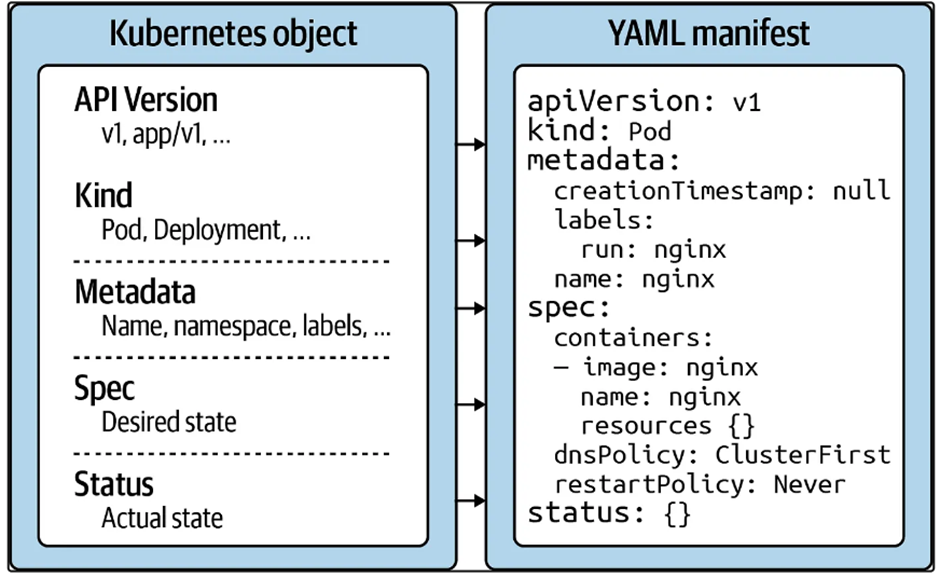 Kubernetes object
API Version
v1, app/v1, ...
Kind
Pod, Deployment, ...
Metadata
Name, namespace, labels, ...
Spec
Desired state
Status
Actual state
YAML manifest
apiVersion: v1
kind: Pod
metadata:
  creationTimestamp: null
  labels:
    run: nginx
  name: nginx
spec:
  containers:
  – image: nginx
    name: nginx
    resources {}
  dnsPolicy: ClusterFirst
  restartPolicy: Never
status: {}